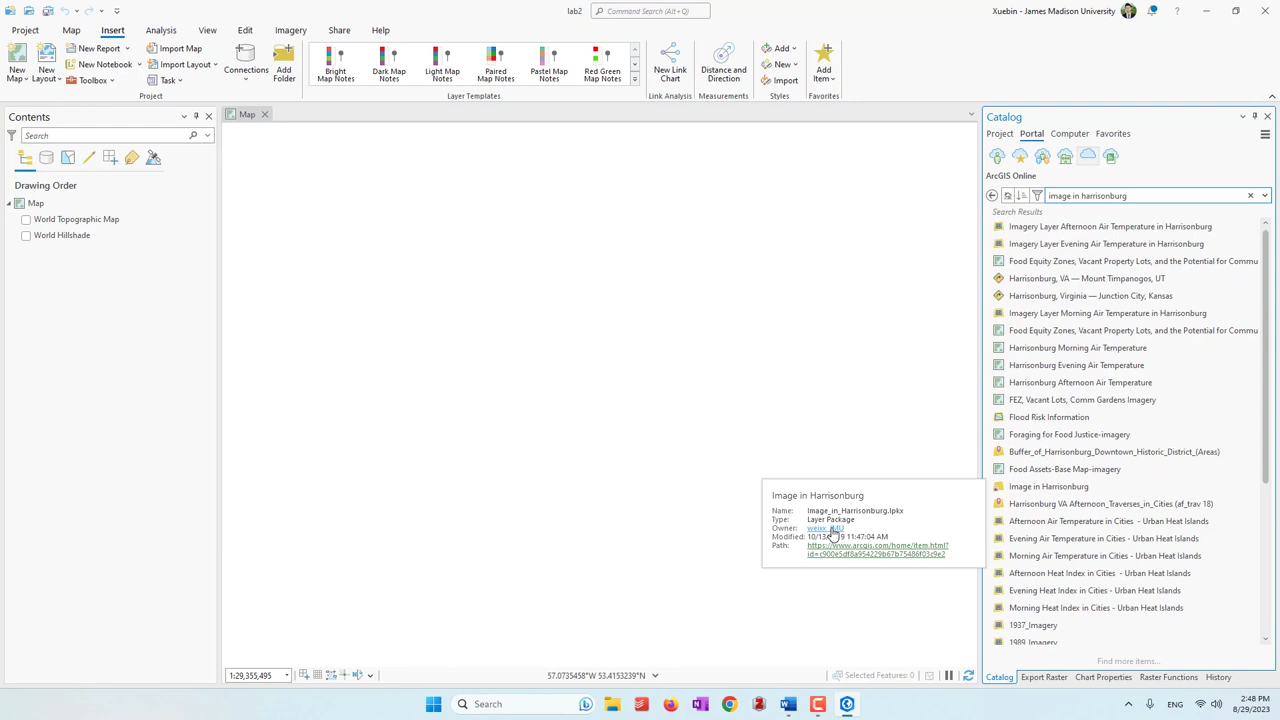 lab2
Command Search (Alt+Q)
Xuebin - James Madison University
Project Map Insert Analysis View Edit Imagery Share Help
New Map
New Layout
New Report
New Notebook
Toolbox
Import Map
Import Layout
Task
Project
Connections
Add Folder
Bright Map Notes
Dark Map Notes
Light Map Notes
Paired Map Notes
Pastel Map Notes
Red Green Map Notes
Layer Templates
New Link Chart
Link Analysis
Distance and Direction
Measurements
Add
New
Import
Styles
Add Item
Favorites
Contents
Search
Drawing Order
Map
World Topographic Map
World Hillshade
Map
Image in Harrisonburg
Name: Image_in_Harrisonburg.lpkx
Type: Layer Package
Owner:
Modified: 11:47:04 AM
Path: https://www.arcgis.com/home/item.html?
id=c900e5df8a954229b67b75486f03c9e2
1:29,355,495
57.0735458°W 53.4153239°N
Selected Features: 0
Catalog
Project Portal Computer Favorites
ArcGIS Online
image in harrisonburg
Search Results
Imagery Layer Afternoon Air Temperature in Harrisonburg
Imagery Layer Evening Air Temperature in Harrisonburg
Food Equity Zones, Vacant Property Lots, and the Potential for Commu
Harrisonburg, VA — Mount Timpanogos, UT
Harrisonburg, Virginia — Junction City, Kansas
Imagery Layer Morning Air Temperature in Harrisonburg
Food Equity Zones, Vacant Property Lots, and the Potential for Commu
Harrisonburg Morning Air Temperature
Harrisonburg Evening Air Temperature
Harrisonburg Afternoon Air Temperature
FEZ, Vacant Lots, Comm Gardens Imagery
Flood Risk Information
Foraging for Food Justice-imagery
Buffer_of_Harrisonburg_Downtown_Historic_District_(Areas)
Food Assets-Base Map-imagery
Image in Harrisonburg
Harrisonburg VA Afternoon_Traverses_in_Cities (af_trav 18)
Afternoon Air Temperature in Cities - Urban Heat Islands
Evening Air Temperature in Cities - Urban Heat Islands
Morning Air Temperature in Cities - Urban Heat Islands
Afternoon Heat Index in Cities - Urban Heat Islands
Evening Heat Index in Cities - Urban Heat Islands
Morning Heat Index in Cities - Urban Heat Islands
1937_Imagery
1989_Imagery
Find more items...
Catalog Export Raster Chart Properties Raster Functions History
Search
ENG
2:48 PM
8/29/2023